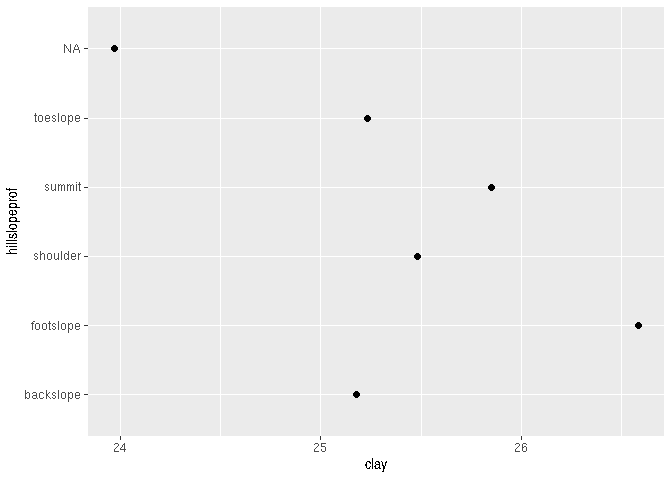 NA
toeslope
summit
shoulder
footslope
backslope
hillslopeprof
24 25 26
clay